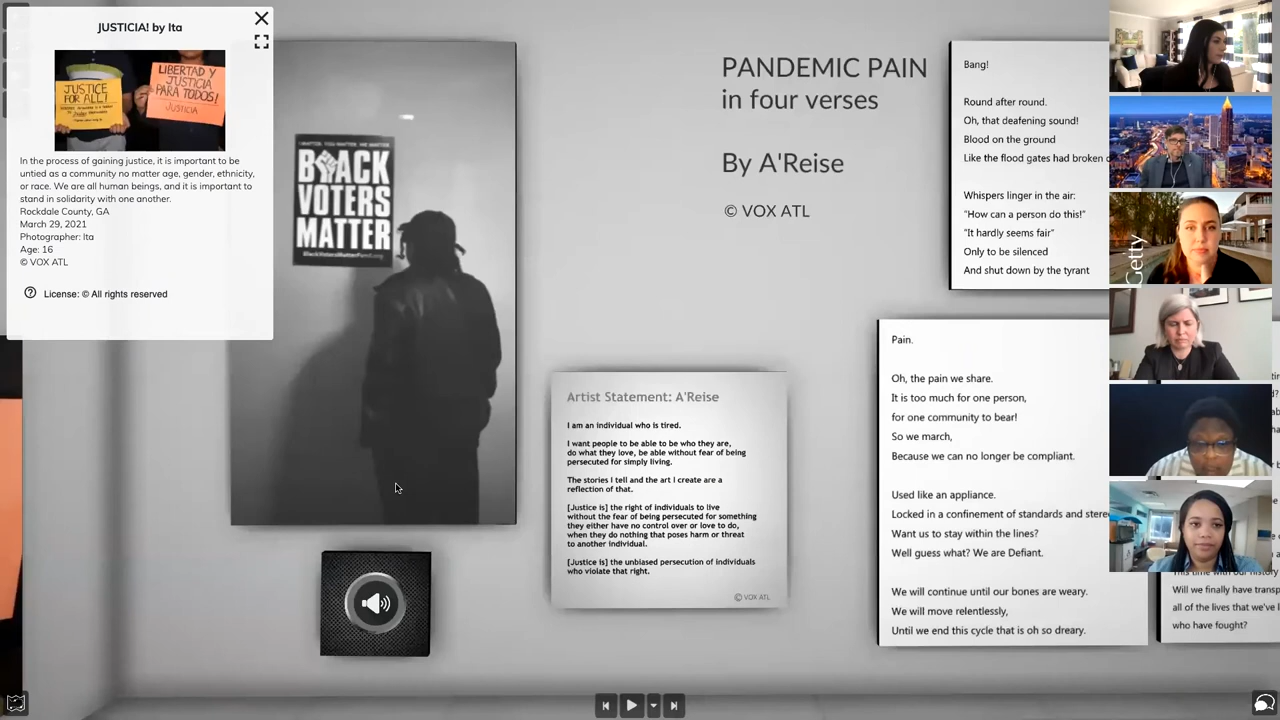 JUSTICIA! by Ita
JUSTICE
FOR ALL!
LIBERTAD Y
JUSTICIA
PARA TODOS!
JUSTICIA
In the process of gaining justice, it is important to be
untied as a community no matter age, gender, ethnicity,
or race. We are all human beings, and it is important to
stand in solidarity with one another.
Rockdale County, GA
March 29, 2021
Photographer: Ita
Age: 16
© VOX ATL
License: © All rights reserved
I MATTER. YOU MATTER. WE MATTER.
BLACK
VOTERS
MATTER
BlackVotersMatterFund.org
PANDEMIC PAIN
in four verses
By A'Reise
© VOX ATL
Artist Statement: A'Reise
I am an individual who is tired.
I want people to be able to be who they are,
do what they love, be able without fear of being
persecuted for simply living.
The stories I tell and the art I create are a
reflection of that.
[Justice is] the right of individuals to live
without the fear of being persecuted for something
they either have no control over or love to do,
when they do nothing that poses harm or threat
to another individual.
[Justice is] the unbiased persecution of individuals
who violate that right.
© VOX ATL
Bang!
Round after round.
Oh, that deafening sound!
Blood on the ground
Like the flood gates had broken
Whispers linger in the air:
"How can a person do this!"
"It hardly seems fair"
Only to be silenced
And shut down by the tyrant
Pain.
Oh, the pain we share.
It is too much for one person,
for one community to bear!
So we march,
Because we can no longer be compliant.
Used like an appliance.
Locked in a confinement of standards and
Want us to stay within the lines?
Well guess what? We are Defiant.
We will continue until our bones are weary.
We will move relentlessly,
Until we end this cycle that is oh so dreary.
This time with our history
Will we finally have
all of the lives that we've
who have fought?
Getty